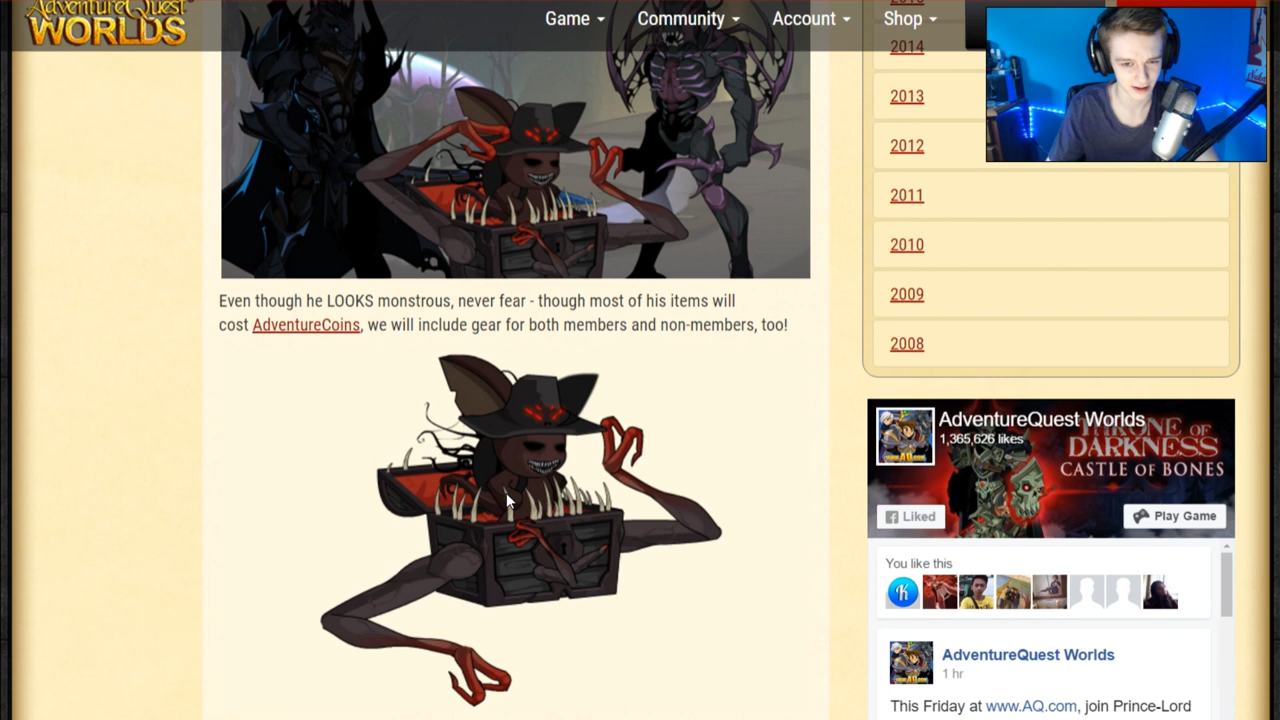 AdventureQuest
WORLDS
Game
Community
Account
Shop
2014
2013
2012
2011
2010
2009
2008
Even though he LOOKS monstrous, never fear - though most of his items will
cost AdventureCoins, we will include gear for both members and non-members, too!
AdventureQuest Worlds
1,365,626 likes
THRONE OF
DARKNESS
CASTLE OF BONES
Liked
Play Game
You like this
AdventureQuest Worlds
1 hr
This Friday at www.AQ.com, join Prince-Lord